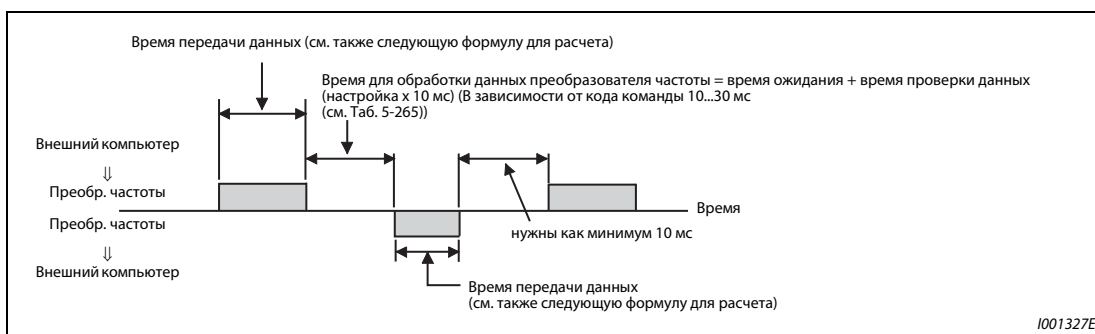 Время передачи данных (см. также следующую формулу для расчета)
Время для обработки данных преобразователя частоты = время ожидания + время проверки данных
(настройка x 10 мс) (В зависимости от кода команды 10...30 мс
(см. Таб. 5-265))
Внешний компьютер
⇓
Преобр. частоты
Время
Преобр. частоты
нужны как минимум 10 мс
⇓
Внешний компьютер
Время передачи данных
(см. также следующую формулу для расчета)
I001327E